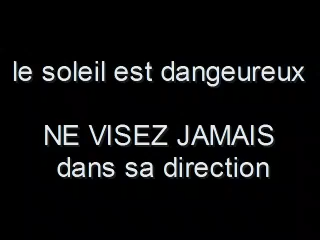 le soleil est dangeureux
NE VISEZ JAMAIS
dans sa direction